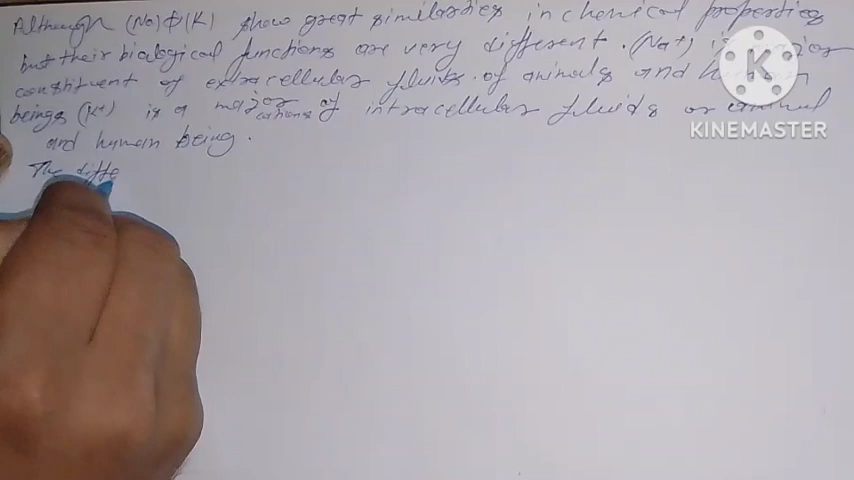 Although (Na) & (K) show great similarties in chemical properties
but their biological functions are very different. (Na+) is major
constituent of extracellular fluids of animals and human
beings (K+) is a major cations of intracellular fluids or animal
and human being.
The diffe
K
KINEMASTER